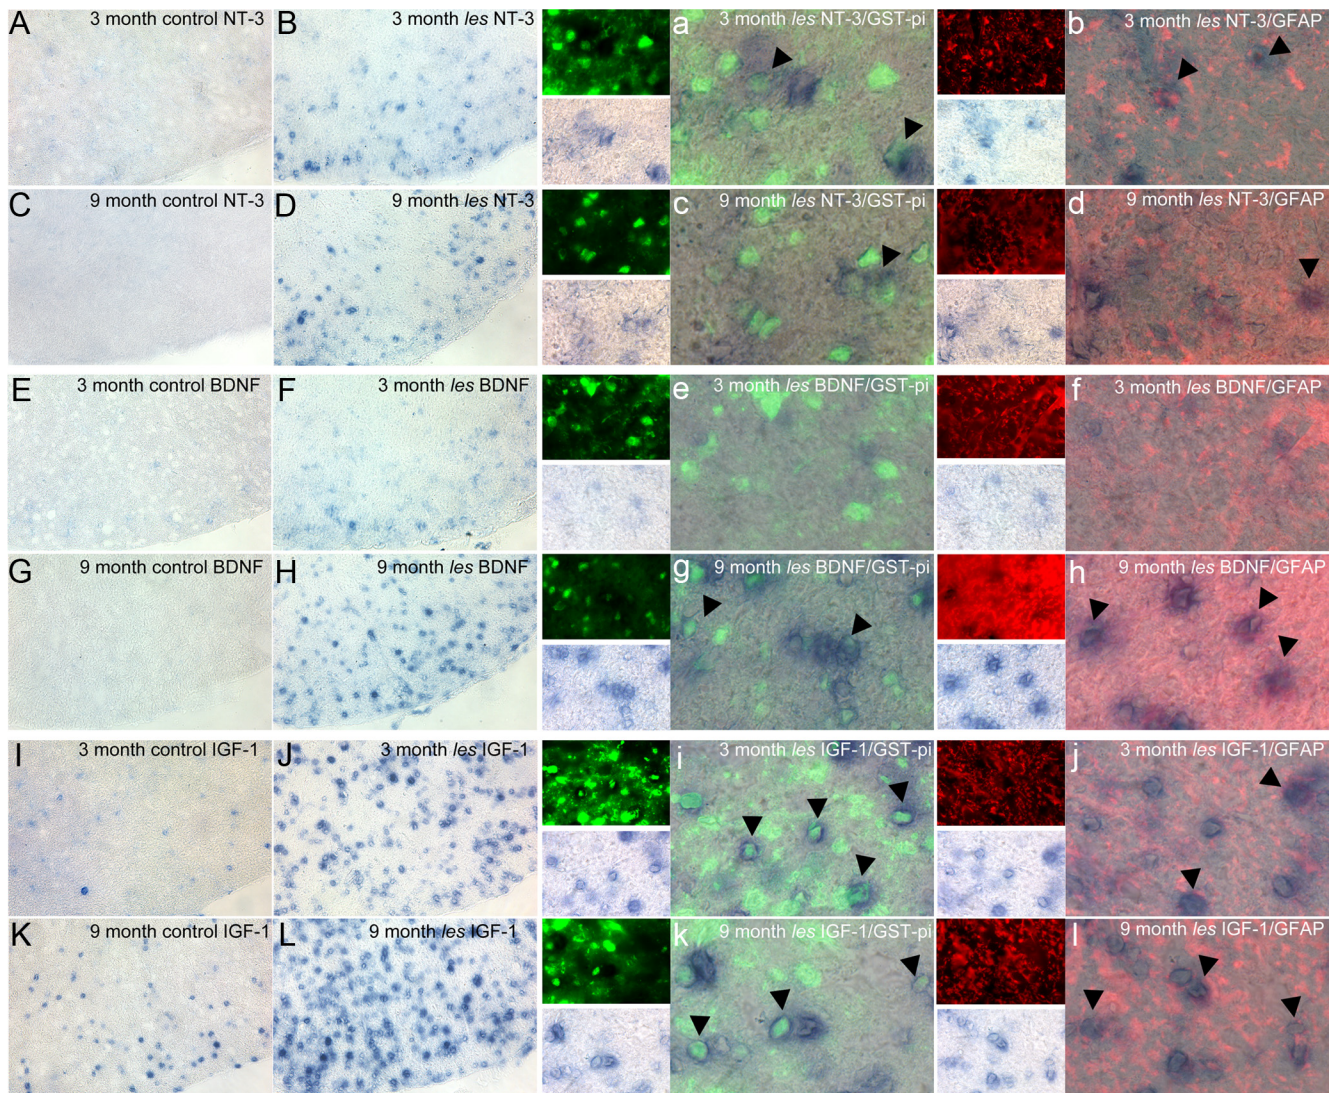 A 3 month control NT-3
B 3 month les NT-3
a 3 month les NT-3/GST-pi
b 3 month les NT-3/GFAP
C 9 month control NT-3
D 9 month les NT-3
c 9 month les NT-3/GST-pi
d 9 month les NT-3/GFAP
E 3 month control BDNF
F 3 month les BDNF
e 3 month les BDNF/GST-pi
f 3 month les BDNF/GFAP
G 9 month control BDNF
H 9 month les BDNF
g 9 month les BDNF/GST-pi
h 9 month les BDNF/GFAP
I 3 month control IGF-1
J 3 month les IGF-1
i 3 month les IGF-1/GST-pi
j 3 month les IGF-1/GFAP
K 9 month control IGF-1
L 9 month les IGF-1
k 9 month les IGF-1/GST-pi
l 9 month les IGF-1/GFAP